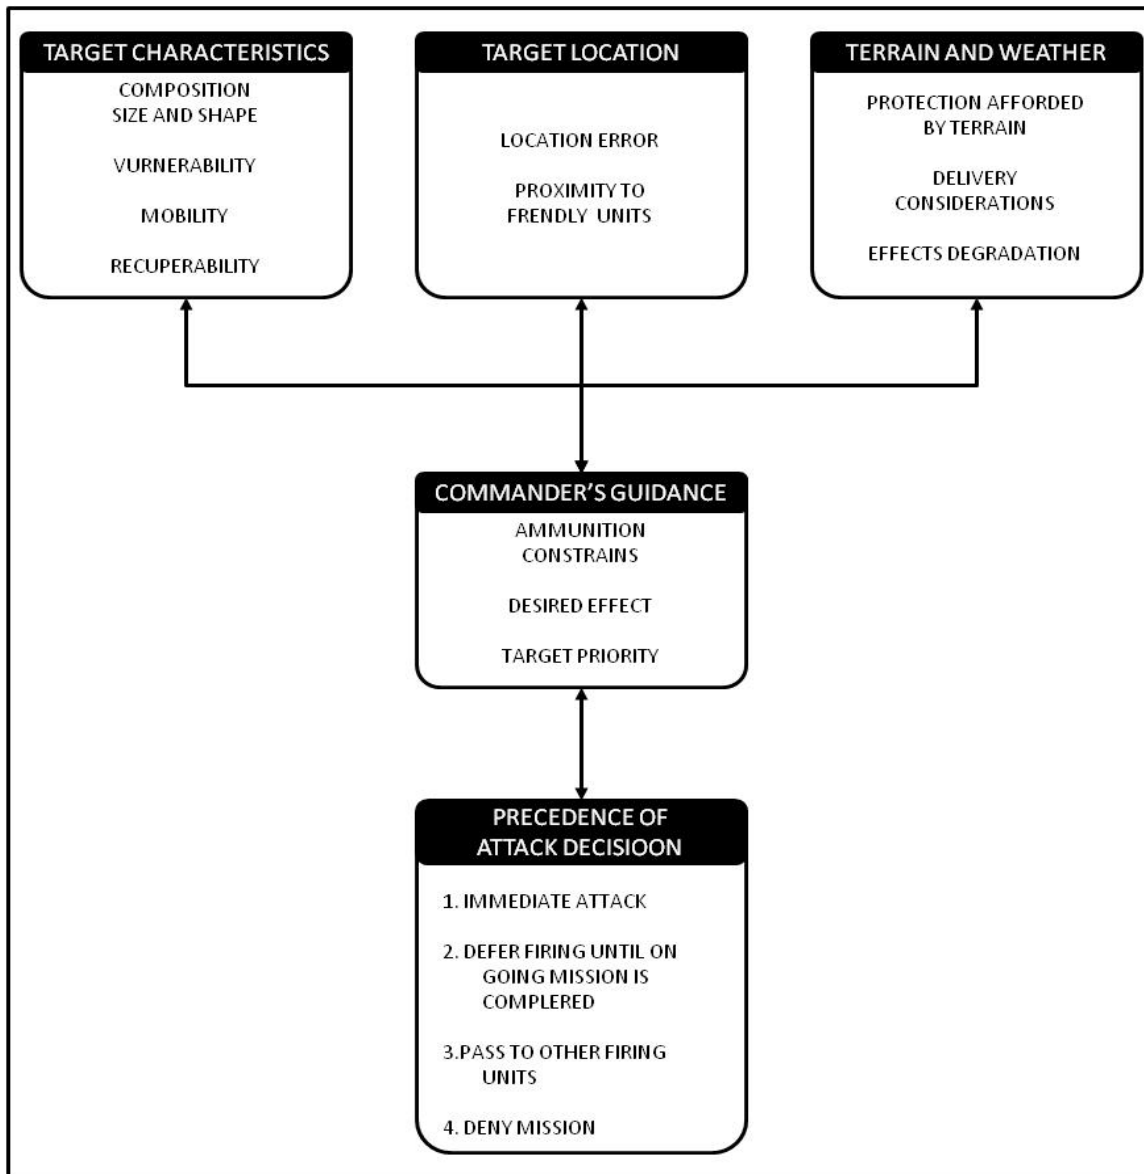 TARGET CHARACTERISTICS
COMPOSITION
SIZE AND SHAPE
VURNERABILITY
MOBILITY
RECUPERABILITY
TARGET LOCATION
LOCATION ERROR
PROXIMITY TO
FRENDLY UNITS
TERRAIN AND WEATHER
PROTECTION AFFORDED
BY TERRAIN
DELIVERY
CONSIDERATIONS
EFFECTS DEGRADATION
COMMANDER'S GUIDANCE
AMMUNITION
CONSTRAINS
DESIRED EFFECT
TARGET PRIORITY
PRECEDENCE OF
ATTACK DECISIOON
1. IMMEDIATE ATTACK
2. DEFER FIRING UNTIL ON
GOING MISSION IS
COMPLERED
3.PASS TO OTHER FIRING
UNITS
4. DENY MISSION